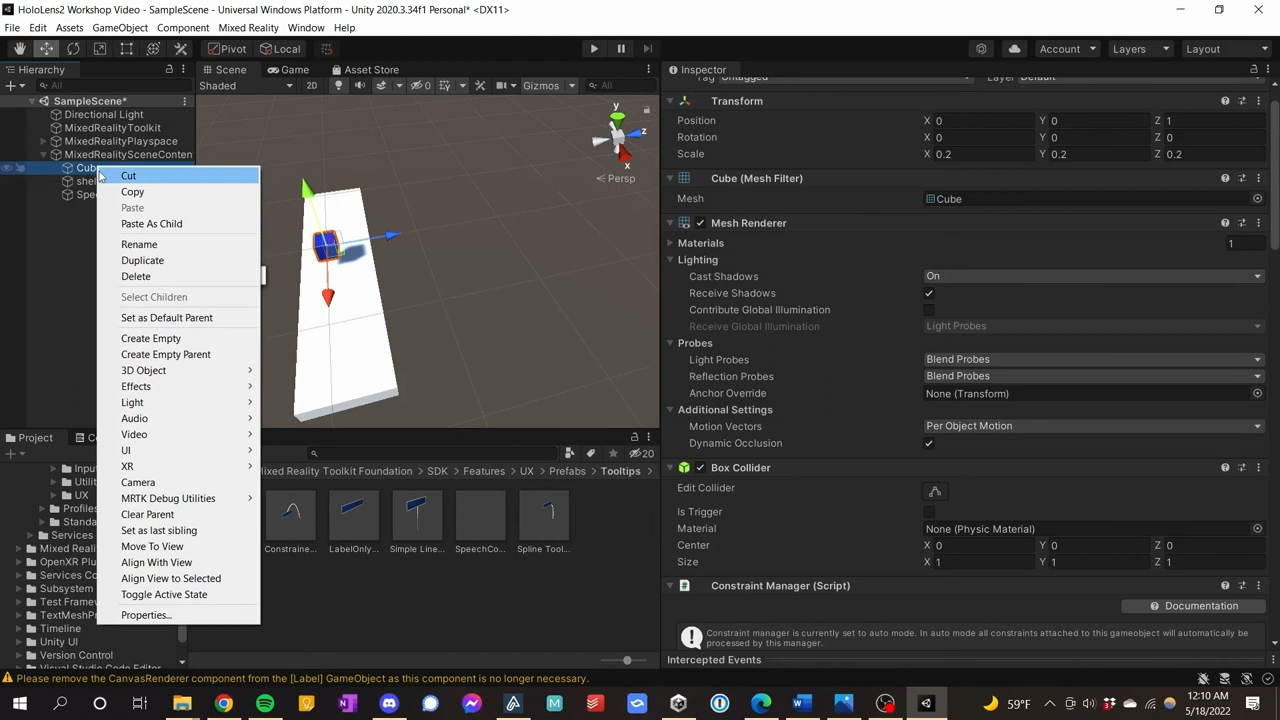 HoloLens2 Workshop Video - SampleScene - Universal Windows Platform - Unity 2020.3.34f1 Personal* <DX11>
File Edit Assets GameObject Component Mixed Reality Window Help
Pivot Local Account Layers Layout
Hierarchy Scene Game Asset Store Inspector
All Shaded 2D 0 Gizmos All
SampleScene*
Directional Light
MixedRealityToolkit
MixedRealityPlayspace
MixedRealitySceneConten
Cub
shel
Spe
Cut
Copy
Paste
Paste As Child
Rename
Duplicate
Delete
Select Children
Set as Default Parent
Create Empty
Create Empty Parent
3D Object
Effects
Light
Audio
Video
UI
XR
Camera
MRTK Debug Utilities
Clear Parent
Set as last sibling
Move To View
Align With View
Align View to Selected
Toggle Active State
Properties...
y
z
x
Persp
Transform
Position X 0 Y 0 Z 1
Rotation X 0 Y 0 Z 0
Scale X 0.2 Y 0.2 Z 0.2
Cube (Mesh Filter)
Mesh Cube
Mesh Renderer
Materials 1
Lighting
Cast Shadows On
Receive Shadows
Contribute Global Illumination
Receive Global Illumination Light Probes
Probes
Light Probes Blend Probes
Reflection Probes Blend Probes
Anchor Override None (Transform)
Additional Settings
Motion Vectors Per Object Motion
Dynamic Occlusion
Box Collider
Edit Collider
Is Trigger
Material None (Physic Material)
Center X 0 Y 0 Z 0
Size X 1 Y 1 Z 1
Constraint Manager (Script)
Documentation
Constraint manager is currently set to auto mode. In auto mode all constraints attached to this gameobject will automatically be
processed by this manager.
Intercepted Events
Project
20
ixed Reality Toolkit Foundation > SDK > Features > UX > Prefabs > Tooltips
Constraine... LabelOnly... Simple Line... SpeechCo... Spline Tool...
Input
Utilit
UX
Profiles
Standa
Services
Mixed Reali
OpenXR Plu
Services Co
Subsystem
Test Framew
TextMeshPr
Timeline
Unity UI
Version Control
Visual Studio Code Editor
Please remove the CanvasRenderer component from the [Label] GameObject as this component is no longer necessary.
59°F
12:10 AM
5/18/2022